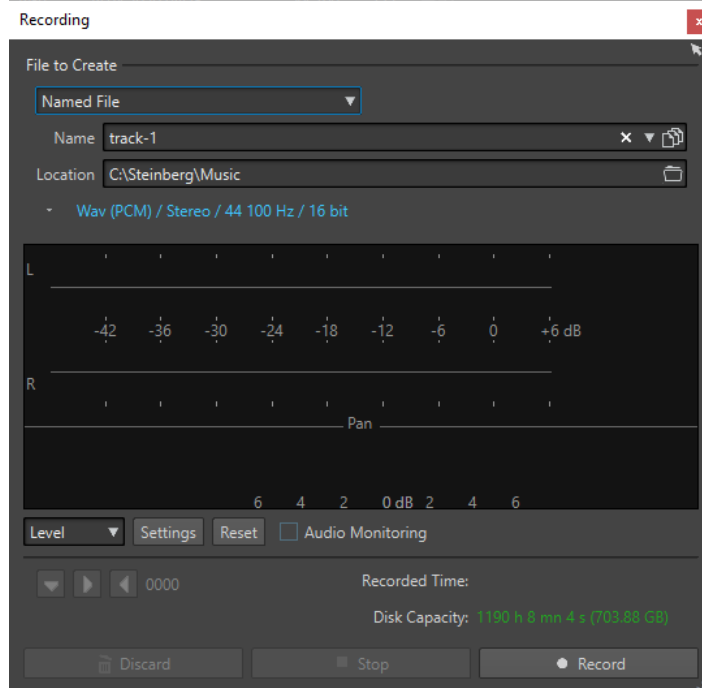 Recording
File to Create
Named File
Name track-1
Location C:\Steinberg\Music
Wav (PCM) / Stereo / 44 100 Hz / 16 bit
L
-42 -36 -30 -24 -18 -12 -6 0 +6 dB
R
Pan
6 4 2 0 dB 2 4 6
Level Settings Reset Audio Monitoring
0000 Recorded Time:
Disk Capacity: 1190 h 8 mn 4 s (703.88 GB)
Discard Stop Record